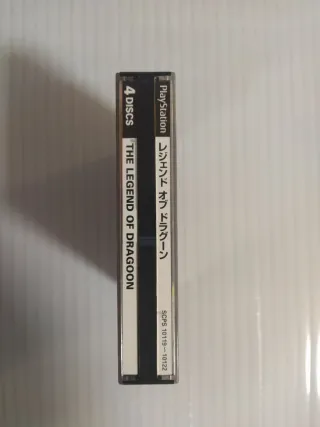 PlayStation
レジェンド オブ ドラグーン
SCPS 10119-10122
4 DISCS
THE LEGEND OF DRAGOON